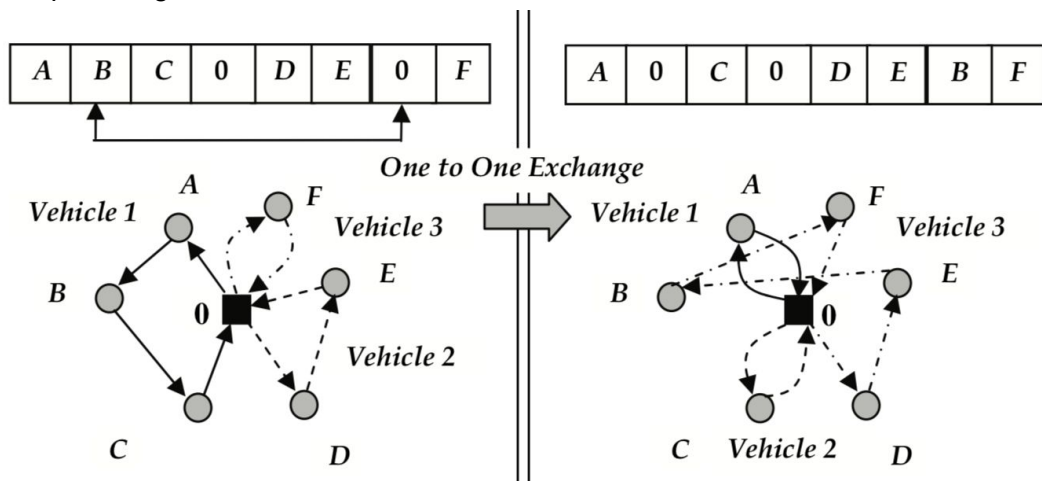 A B C 0 D E 0 F
A 0 C 0 D E B F
One to One Exchange
A
F
Vehicle 1
Vehicle 3
B
E
0
Vehicle 2
C
D
A
F
Vehicle 1
Vehicle 3
B
E
0
C
Vehicle 2
D